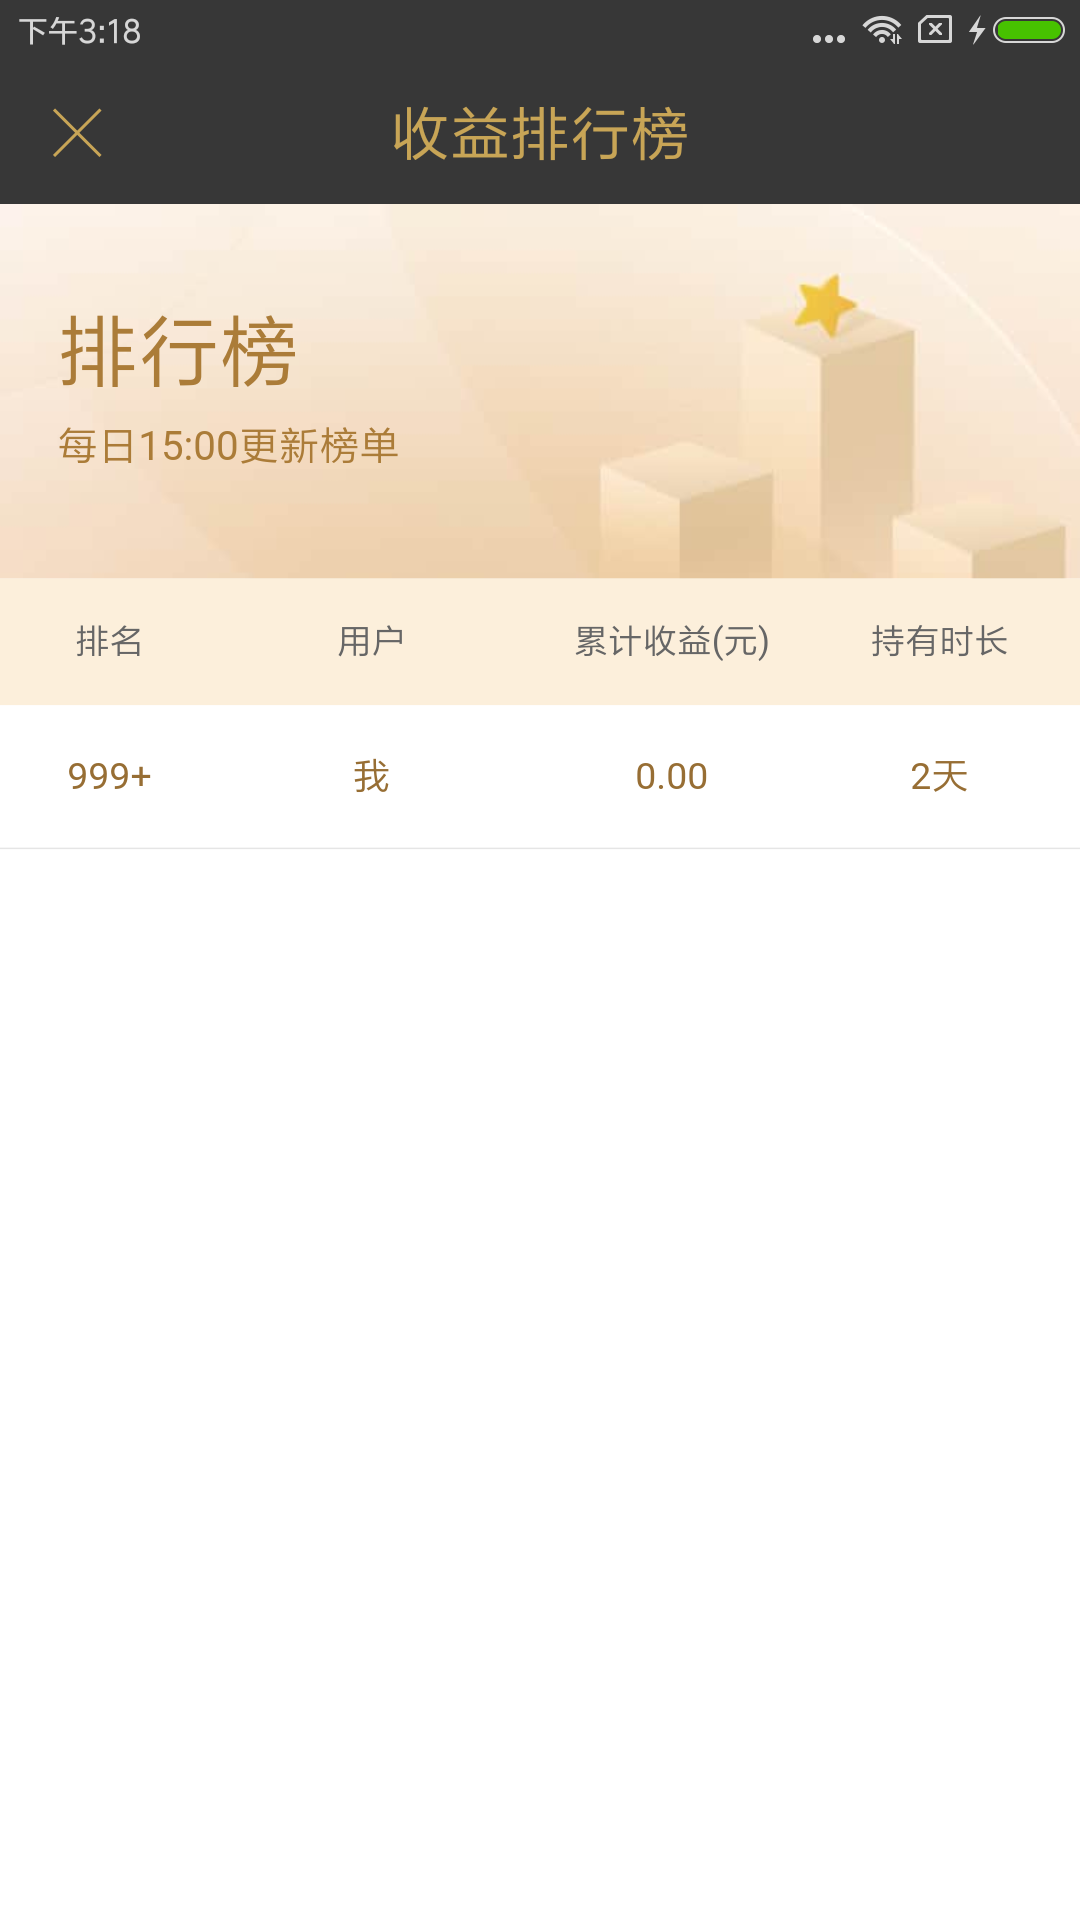 下午3:18
收益排行榜
排行榜
每日15:00更新榜单
排名 用户 累计收益(元) 持有时长
999+ 我 0.00 2天